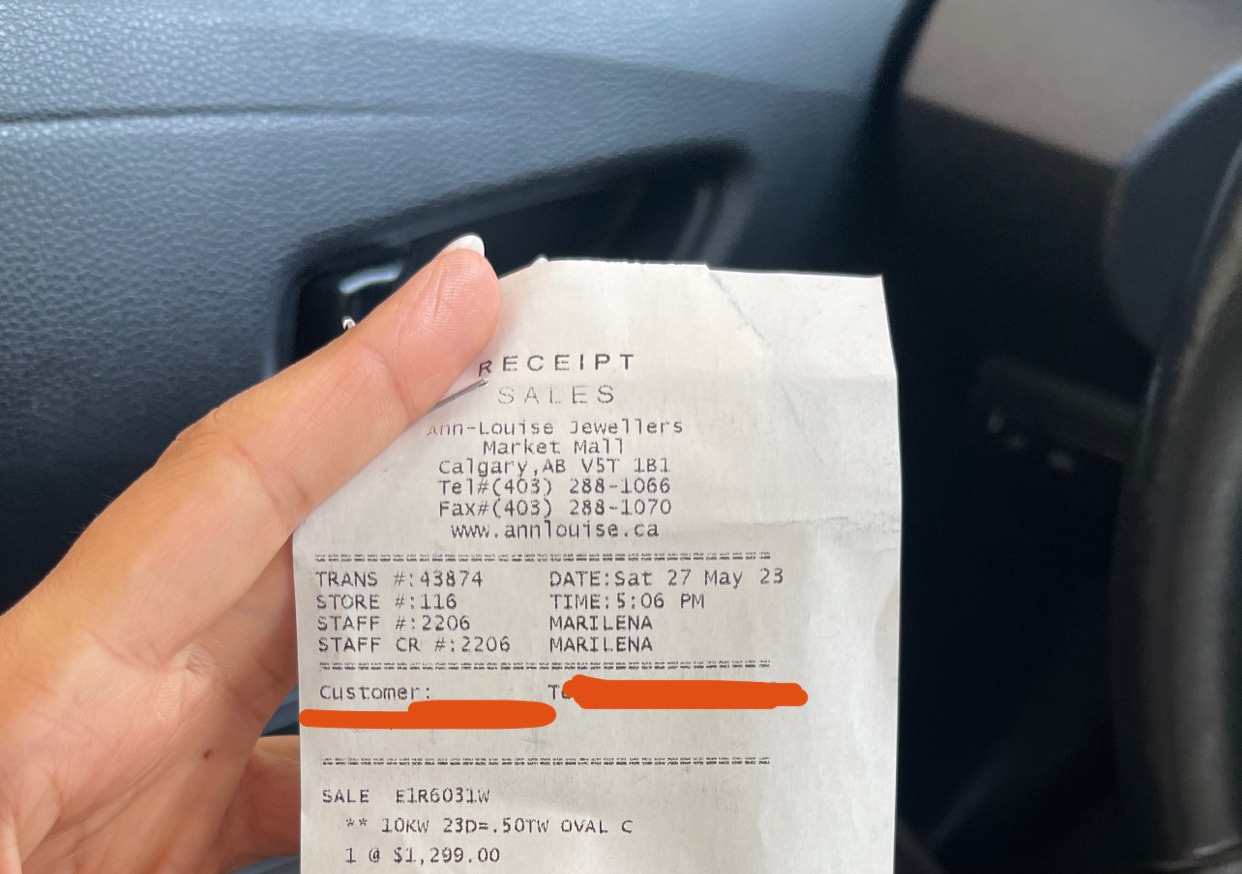 RECEIPT
SALES
Ann-Louise Jewellers
Market Mall
Calgary,AB V5T 1B1
Tel#(403) 288-1066
Fax#(403) 288-1070
www.annlouise.ca
TRANS #:43874 DATE:Sat 27 May 23
STORE #:116 TIME:5:06 PM
STAFF #:2206 MARILENA
STAFF CR #:2206 MARILENA
Customer:
SALE E1R6031W
** 10KW 23D=.50TW OVAL C
1 @ $1,299.00